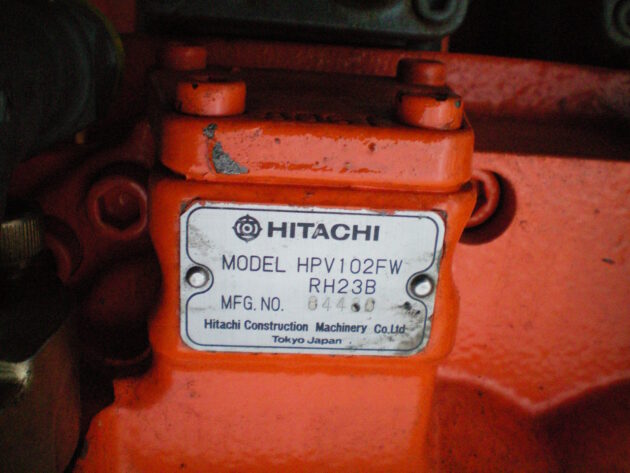 HITACHI
MODEL HPV102FW
RH23B
MFG. NO.
Hitachi Construction Machinery Co.Ltd
Tokyo Japan